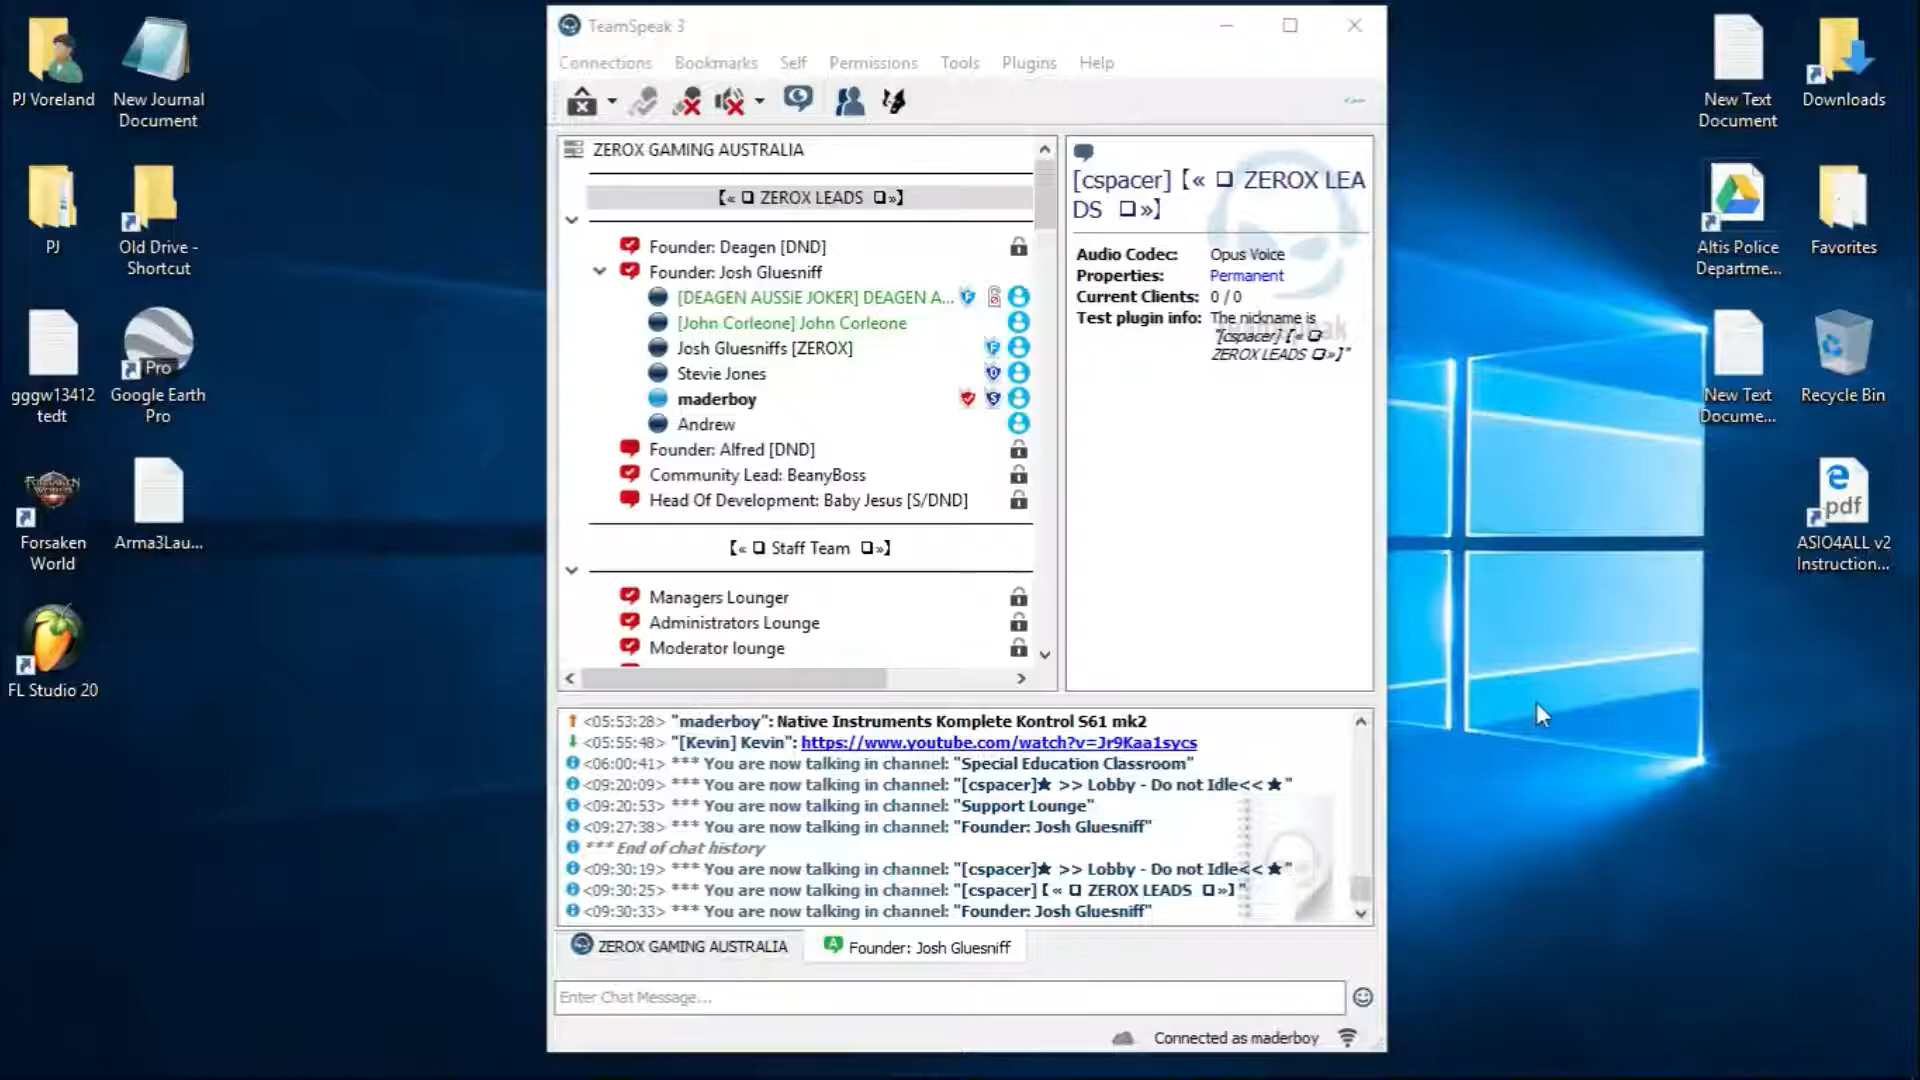 PJ Voreland
New Journal
Document
PJ
Old Drive -
Shortcut
gggw13412
tedt
Pro
Google Earth
Pro
FORSAKEN
WORLD
Forsaken
World
Arma3Lau...
FL Studio 20
TeamSpeak 3
Connections Bookmarks Self Permissions Tools Plugins Help
ZEROX GAMING AUSTRALIA
【« ❏ ZEROX LEADS ❏»】
Founder: Deagen [DND]
Founder: Josh Gluesniff
[DEAGEN AUSSIE JOKER] DEAGEN A...
[John Corleone] John Corleone
Josh Gluesniffs [ZEROX]
Stevie Jones
maderboy
Andrew
Founder: Alfred [DND]
Community Lead: BeanyBoss
Head Of Development: Baby Jesus [S/DND]
【« ❏ Staff Team ❏»】
Managers Lounger
Administrators Lounge
Moderator lounge
[cspacer]【« ❏ ZEROX LEA
DS ❏»】
Audio Codec: Opus Voice
Properties: Permanent
Current Clients: 0 / 0
Test plugin info: The nickname is
"[cspacer]【« ❏
ZEROX LEADS ❏»】"
<05:53:28> "maderboy": Native Instruments Komplete Kontrol S61 mk2
<05:55:48> "[Kevin] Kevin": https://www.youtube.com/watch?v=Jr9Kaa1sycs
<06:00:41> *** You are now talking in channel: "Special Education Classroom"
<09:20:09> *** You are now talking in channel: "[cspacer]★ >> Lobby - Do not Idle<< ★"
<09:20:53> *** You are now talking in channel: "Support Lounge"
<09:27:38> *** You are now talking in channel: "Founder: Josh Gluesniff"
*** End of chat history
<09:30:19> *** You are now talking in channel: "[cspacer]★ >> Lobby - Do not Idle<< ★"
<09:30:25> *** You are now talking in channel: "[cspacer]【« ❏ ZEROX LEADS ❏»】"
<09:30:33> *** You are now talking in channel: "Founder: Josh Gluesniff"
ZEROX GAMING AUSTRALIA
Founder: Josh Gluesniff
Enter Chat Message...
Connected as maderboy
New Text
Document
Downloads
Altis Police
Departme...
Favorites
New Text
Docume...
Recycle Bin
pdf
ASIO4ALL v2
Instruction...